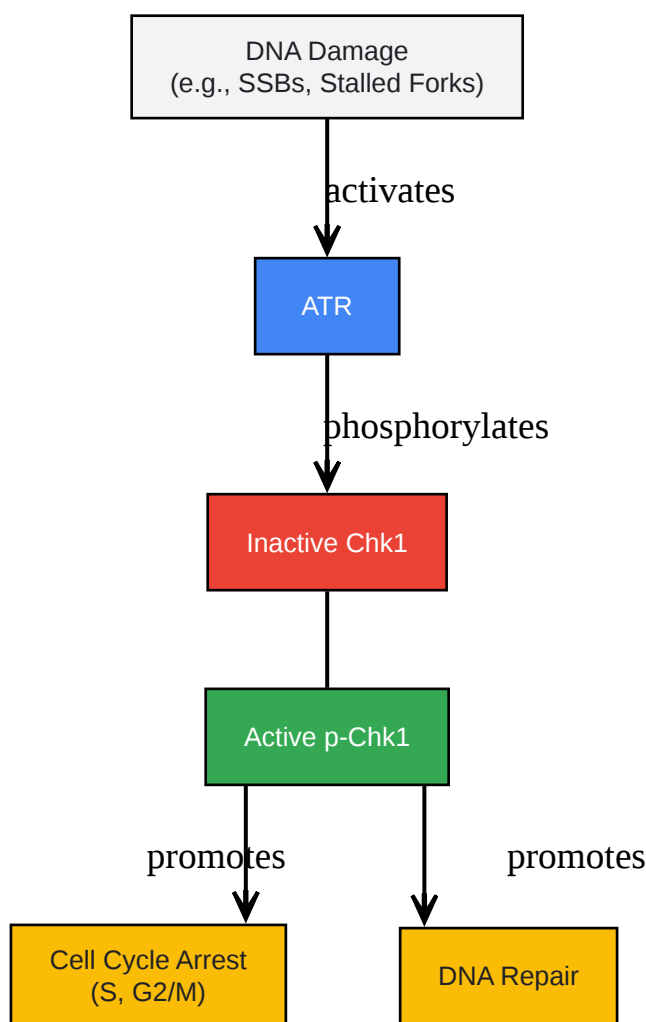 DNA Damage
(e.g., SSBs, Stalled Forks)
activates
ATR
phosphorylates
Inactive Chk1
Active p-Chk1
promotes
promotes
Cell Cycle Arrest
(S, G2/M)
DNA Repair